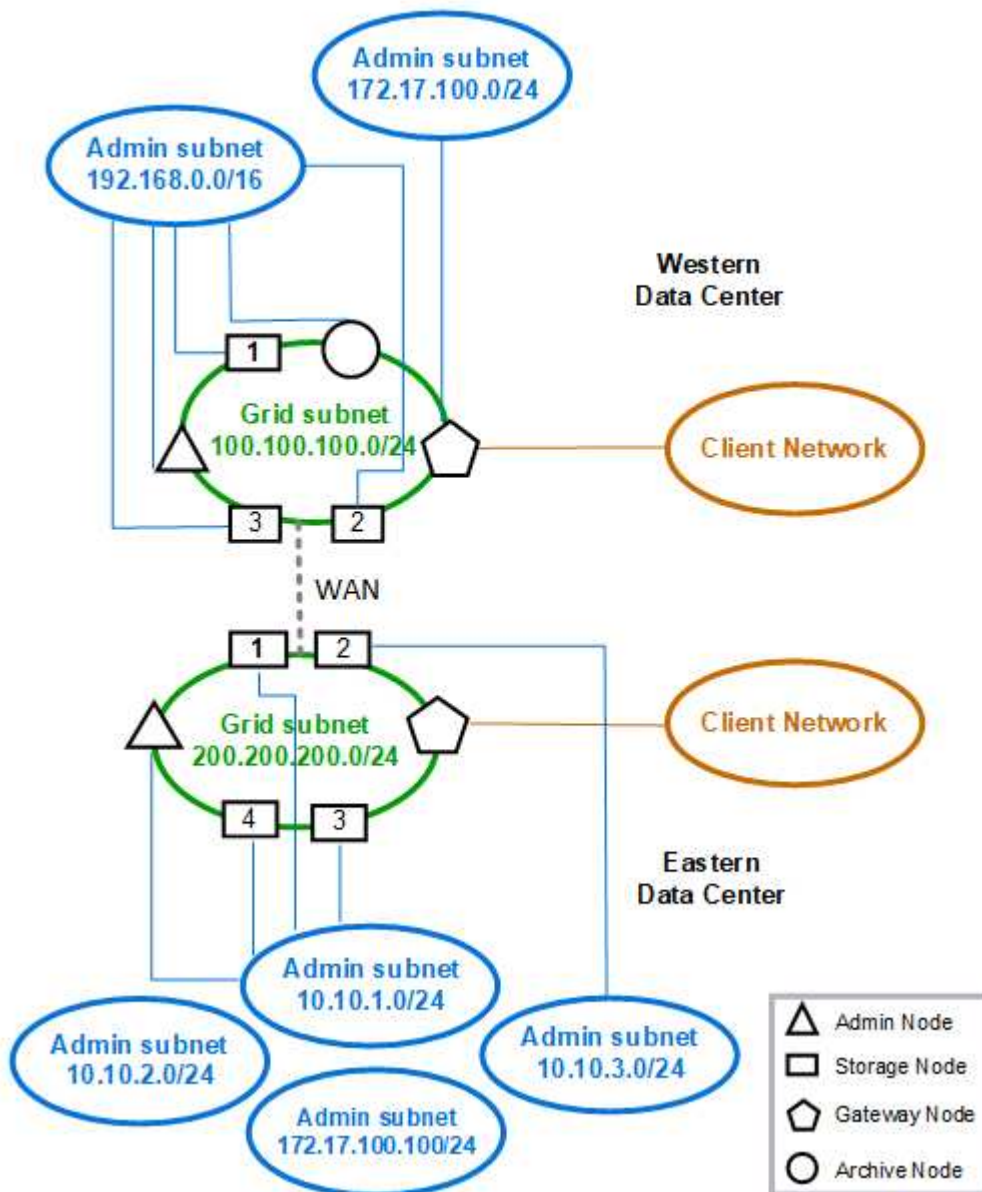 Admin subnet
172.17.100.0/24
Admin subnet
192.168.0.0/16
Western
Data Center
1
Grid subnet
100.100.100.0/24
Client Network
3
2
WAN
1
2
Grid subnet
200.200.200.0/24
Client Network
4
3
Eastern
Data Center
Admin subnet
10.10.1.0/24
Admin subnet
10.10.2.0/24
Admin subnet
10.10.3.0/24
Admin subnet
172.17.100.100/24
Admin Node
Storage Node
Gateway Node
Archive Node